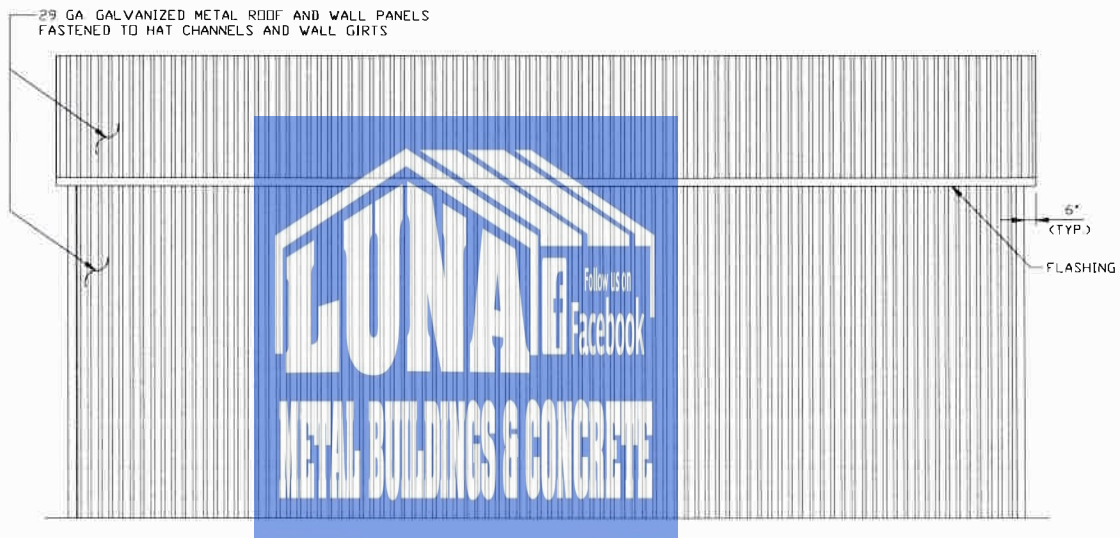 29 GA. GALVANIZED METAL ROOF AND WALL PANELS
FASTENED TO HAT CHANNELS AND WALL GIRTS
6"
(TYP.)
FLASHING
LUNA
f
Follow us on
Facebook
METAL BUILDINGS & CONCRETE